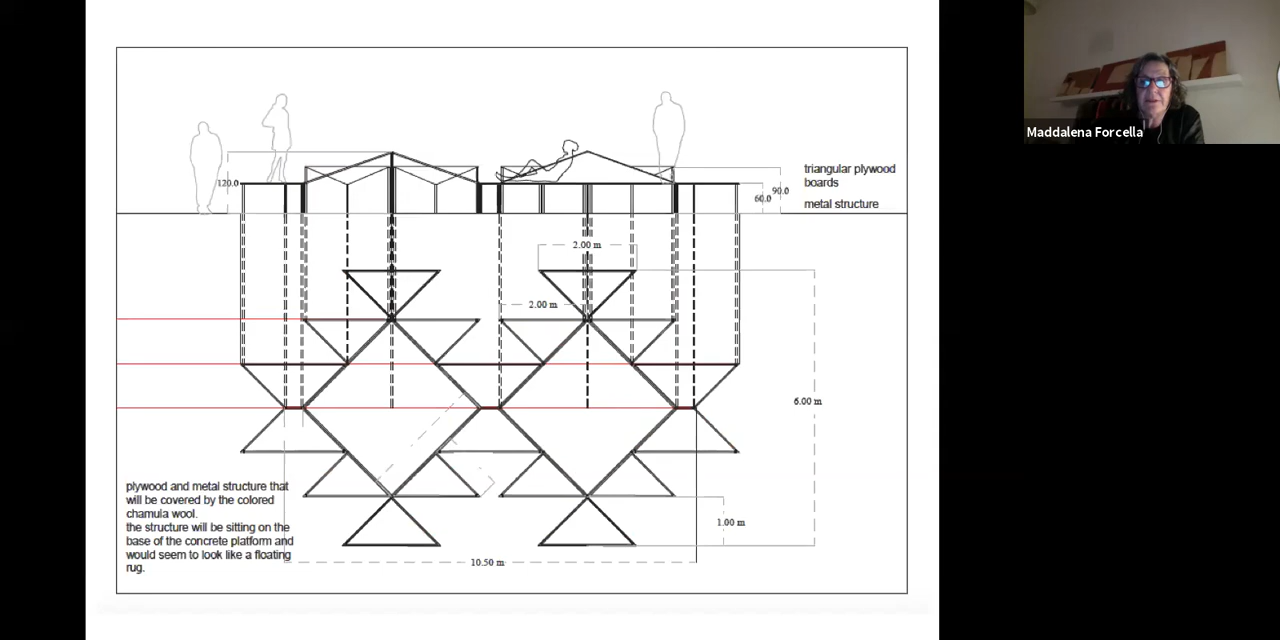 Maddalena Forcella
triangular plywood
boards
120.0
90.0
60.0
metal structure
2.00 m
2.00 m
6.00 m
plywood and metal structure that
will be covered by the colored
chamula wool.
the structure will be sitting on the
base of the concrete platform and
would seem to look like a floating
rug.
1.00 m
10.50 m